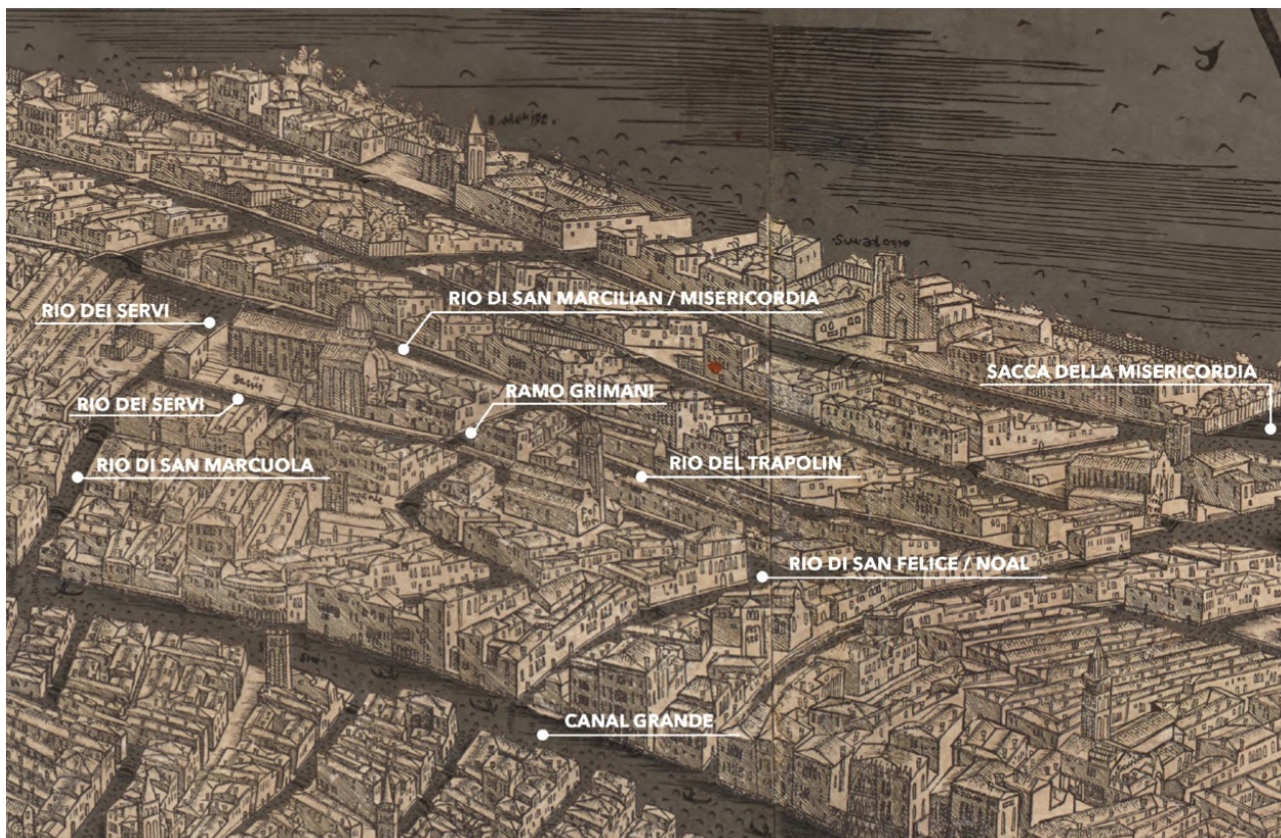 RIO DI SAN MARCILIAN / MISERICORDIA
RIO DEI SERVI
SACCA DELLA MISERICORDIA
RAMO GRIMANI
RIO DEI SERVI
RIO DI SAN MARCUOLA
RIO DEL TRAPOLIN
RIO DI SAN FELICE / NOAL
CANAL GRANDE